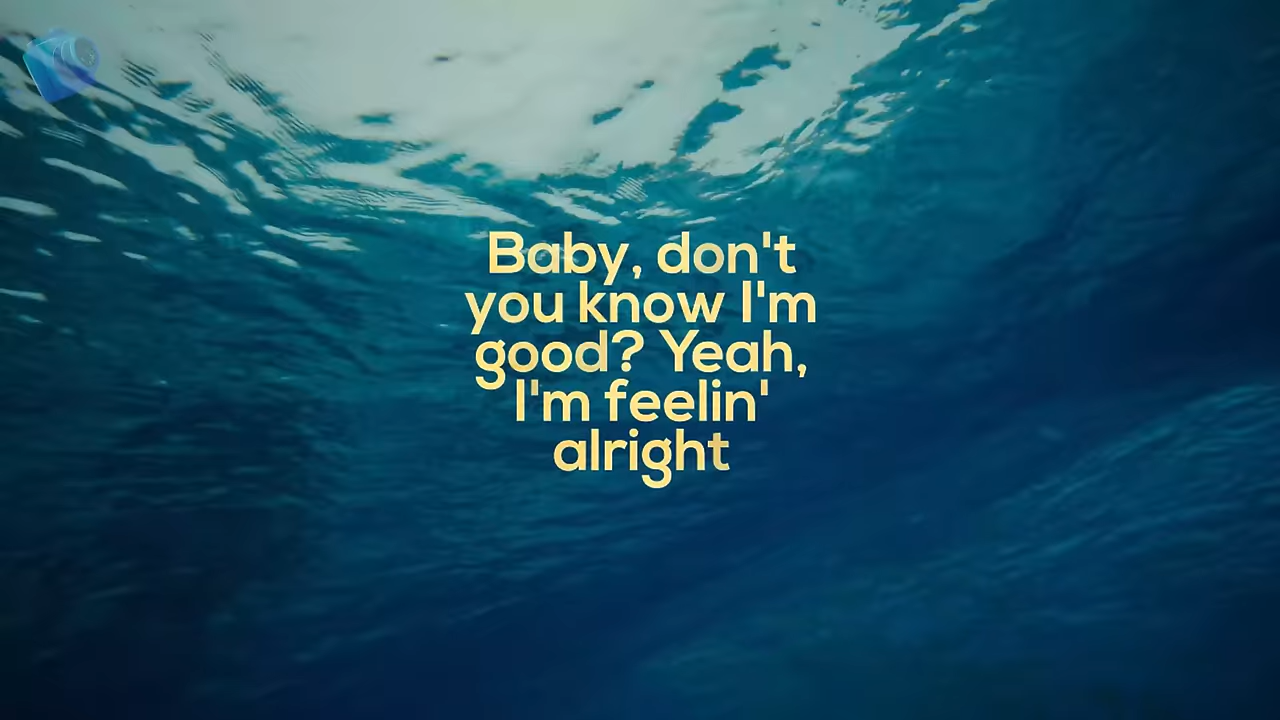 Baby, don't
you know I'm
good? Yeah,
I'm feelin'
alright